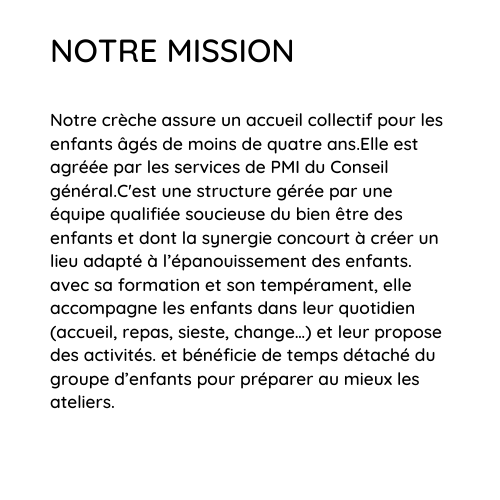 NOTRE MISSION
Notre crèche assure un accueil collectif pour les
enfants âgés de moins de quatre ans.Elle est
agréée par les services de PMI du Conseil
général.C'est une structure gérée par une
équipe qualifiée soucieuse du bien être des
enfants et dont la synergie concourt à créer un
lieu adapté à l’épanouissement des enfants.
avec sa formation et son tempérament, elle
accompagne les enfants dans leur quotidien
(accueil, repas, sieste, change…) et leur propose
des activités. et bénéficie de temps détaché du
groupe d’enfants pour préparer au mieux les
ateliers.